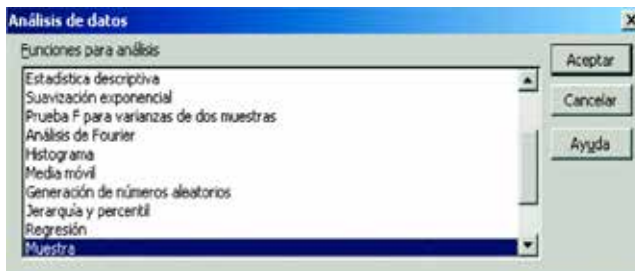 Análisis de datos
Funciones para análisis
Estadística descriptiva
Suavización exponencial
Prueba F para varianzas de dos muestras
Análisis de Fourier
Histograma
Media móvil
Generación de números aleatorios
Jerarquía y percentil
Regresión
Muestra
Aceptar
Cancelar
Ayuda